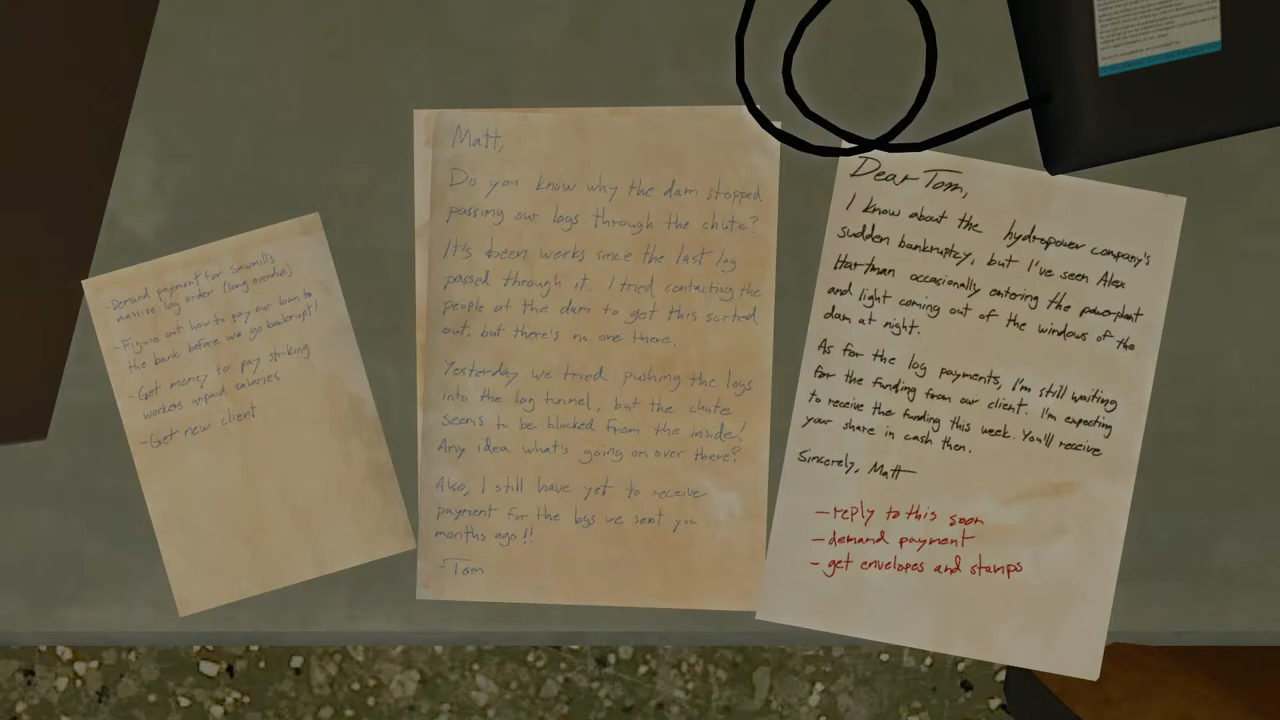 -Demand payment for sawmills
massive log order (long overdue)
-Figure out how to pay our loan to
the bank before we go bankrupt!
-Get money to pay striking
workers unpaid salaries
-Get new client
Matt,
Do you know why the dam stopped
passing our logs through the chute?
It's been weeks since the last log
passed through it. I tried contacting the
people at the dam to get this sorted
out, but there's no one there.
Yesterday we tried pushing the logs
into the log tunnel, but the chute
seems to be blocked from the inside!
Any idea what's going on over there?
Also, I still have yet to receive
payment for the logs we sent you
months ago!!
-Tom
Dear Tom,
I know about the hydropower company's
sudden bankruptcy, but I've seen Alex
Hartman occasionally entering the powerplant
and light coming out of the windows of the
dam at night.
As for the log payments, I'm still waiting
for the funding from our client. I'm expecting
to receive the funding this week. You'll receive
your share in cash then.
Sincerely, Matt
-reply to this soon
-demand payment
- get envelopes and stamps